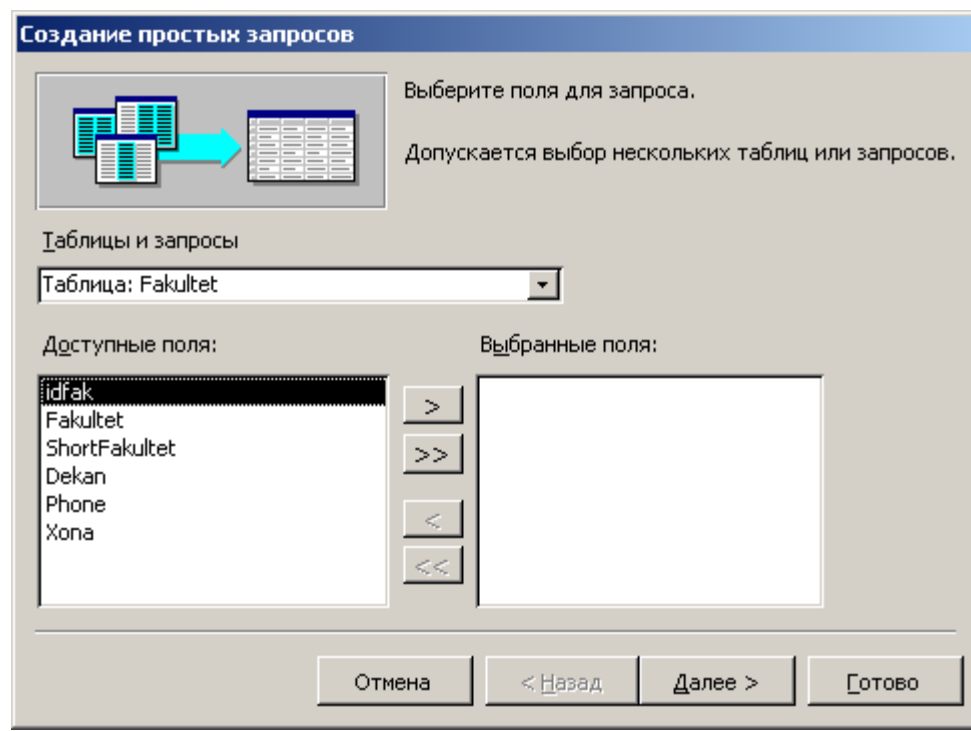 Создание простых запросов
Выберите поля для запроса.
Допускается выбор нескольких таблиц или запросов.
Таблицы и запросы
Таблица: Fakultet
Доступные поля:
Выбранные поля:
idfak
Fakultet
ShortFakultet
Dekan
Phone
Xona
>
>>
<
<<
Отмена
< Назад
Далее >
Готово